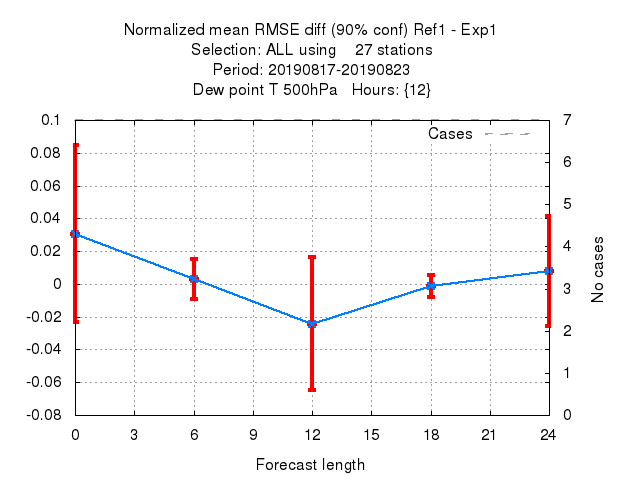 Normalized mean RMSE diff (90% conf) Ref1 - Exp1
Selection: ALL using 27 stations
Period: 20190817-20190823
Dew point T 500hPa Hours: {12}
Cases
0.1
0.08
0.06
0.04
0.02
0
-0.02
-0.04
-0.06
-0.08
7
6
5
4
3
2
1
0
No cases
0 3 6 9 12 15 18 21 24
Forecast length